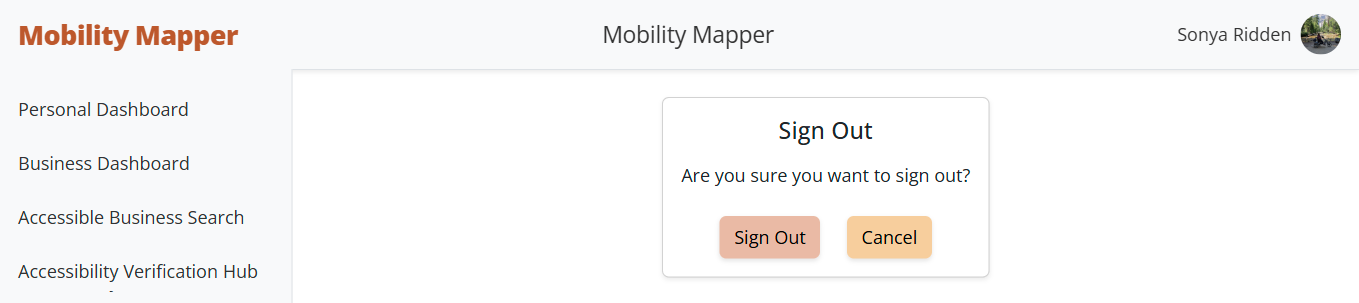 Mobility Mapper
Mobility Mapper
Sonya Ridden
Personal Dashboard
Business Dashboard
Accessible Business Search
Accessibility Verification Hub
Sign Out
Are you sure you want to sign out?
Sign Out
Cancel